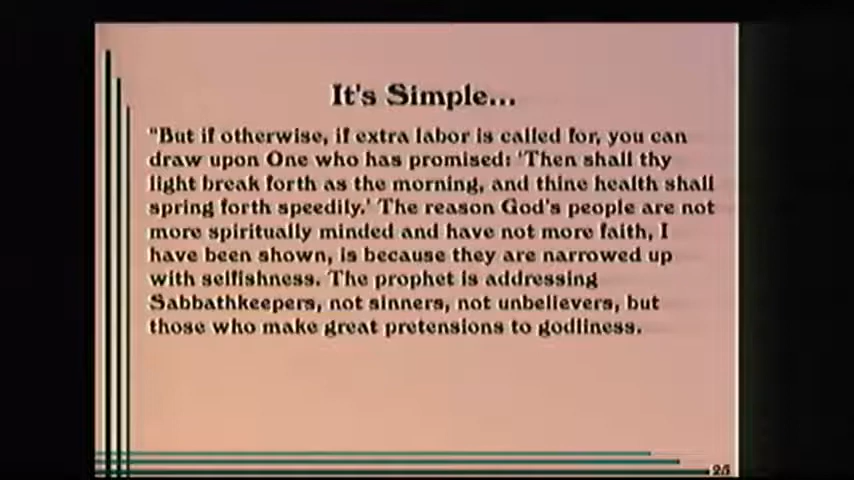 It's Simple...
"But if otherwise, if extra labor is called for, you can
draw upon One who has promised: 'Then shall thy
light break forth as the morning, and thine health shall
spring forth speedily.' The reason God's people are not
more spiritually minded and have not more faith, I
have been shown, is because they are narrowed up
with selfishness. The prophet is addressing
Sabbathkeepers, not sinners, not unbelievers, but
those who make great pretensions to godliness.
25